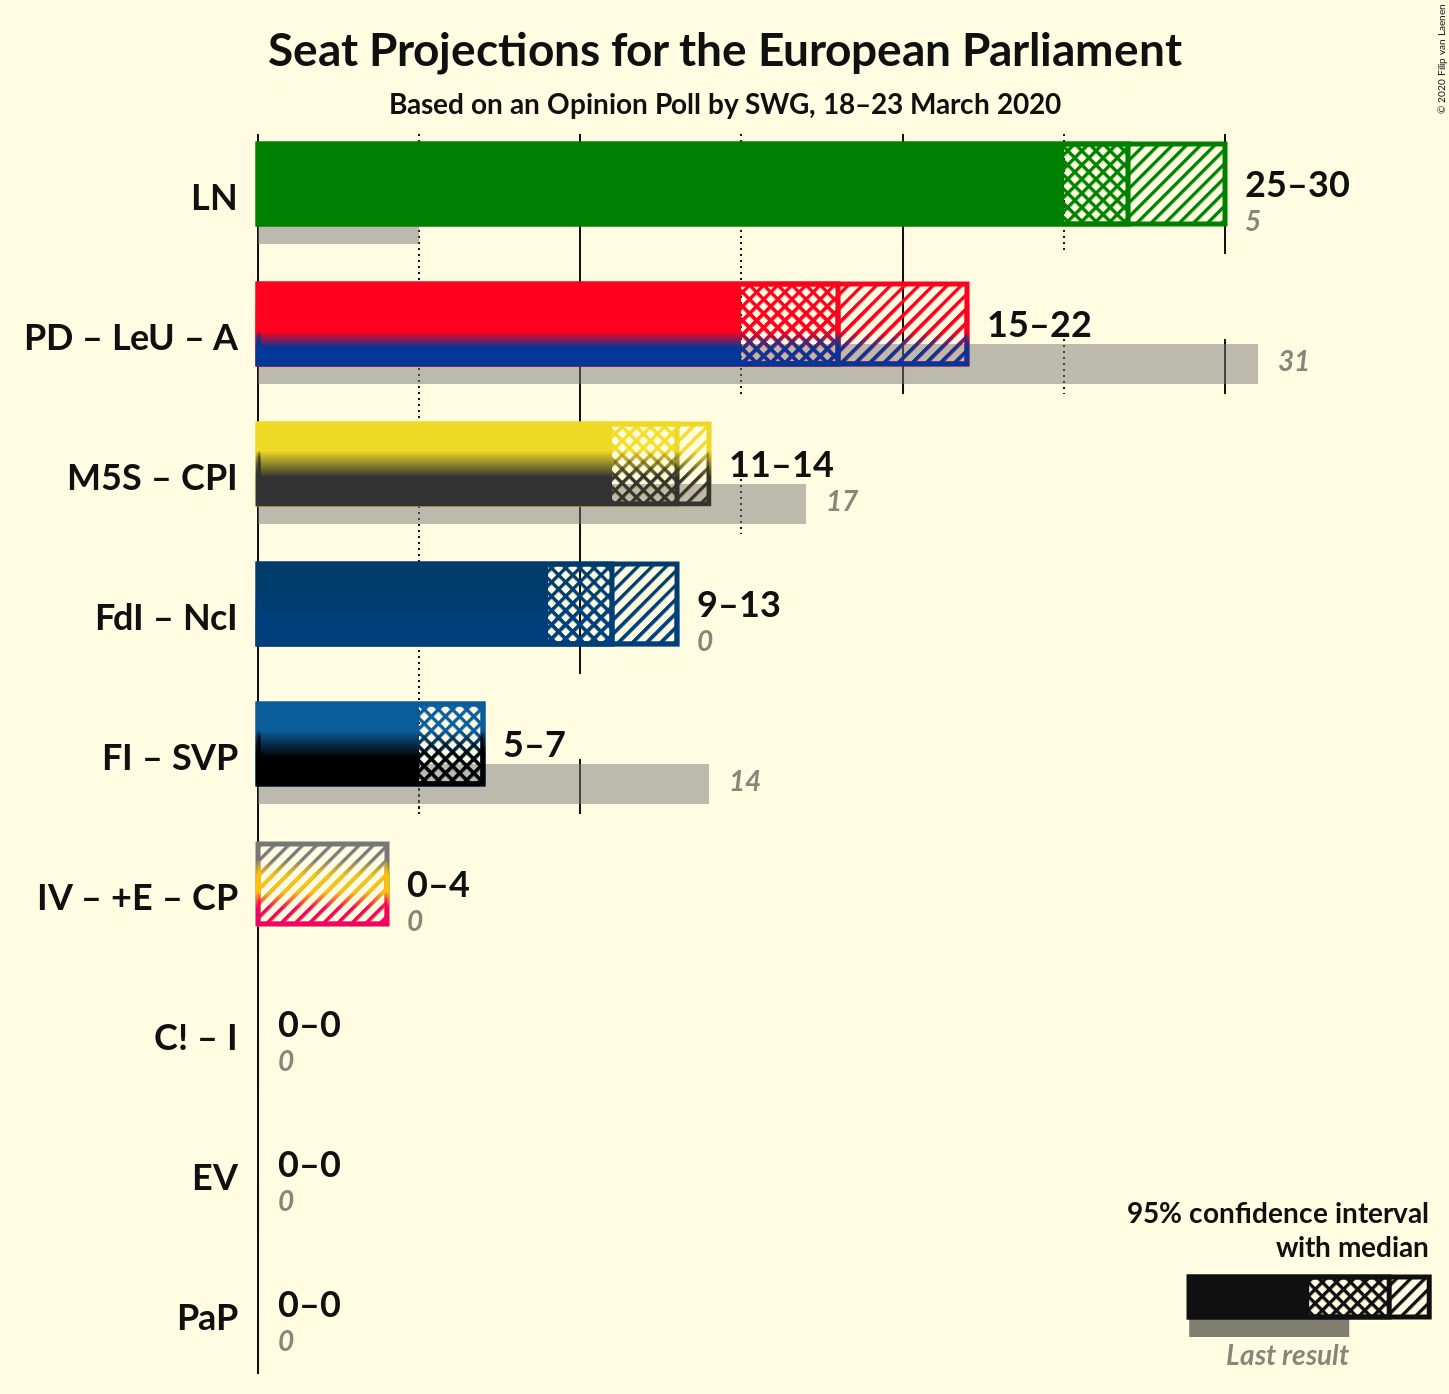 Seat Projections for the European Parliament
Based on an Opinion Poll by SWG, 18–23 March 2020
© 2020 Filip van Laenen
LN
25–30
5
PD – LeU – A
15–22
31
M5S – CPI
11–14
17
FdI – NcI
9–13
0
FI – SVP
5–7
14
IV – +E – CP
0–4
0
C! – I
0–0
0
EV
0–0
0
PaP
0–0
0
95% confidence interval
with median
Last result